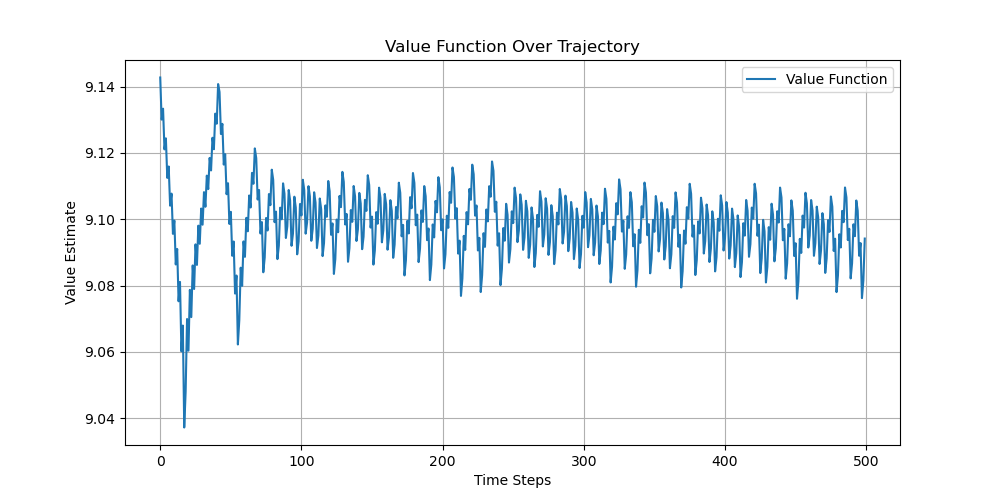 Value Function Over Trajectory
Value Function
9.14
9.12
9.10
9.08
9.06
9.04
Value Estimate
0 100 200 300 400 500
Time Steps